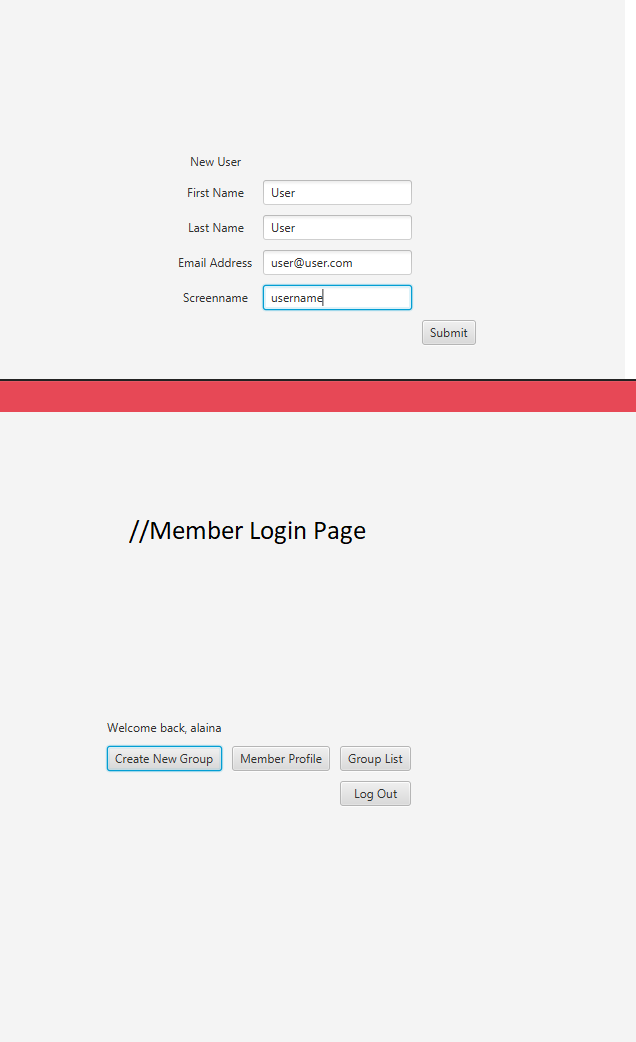 New User
First Name User
Last Name User
Email Address user@user.com
Screenname username
Submit
//Member Login Page
Welcome back, alaina
Create New Group Member Profile Group List
Log Out